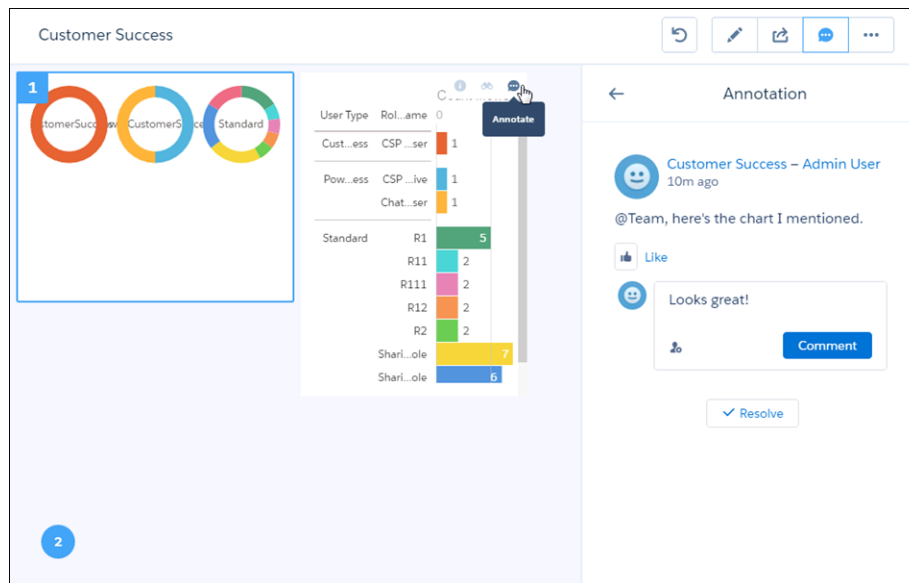 Customer Success
1
CustomerS
Standard
Annotate
User Type Rol...ame 0
Cust...ess CSP ...ser 1
Pow...ess CSP ...ive 1
Chat...ser 1
Standard R1 5
R11 2
R111 2
R12 2
R2 2
Shari...ole 7
Shari...ole 6
2
Annotation
Customer Success – Admin User
10m ago
@Team, here's the chart I mentioned.
Like
Looks great!
Comment
Resolve